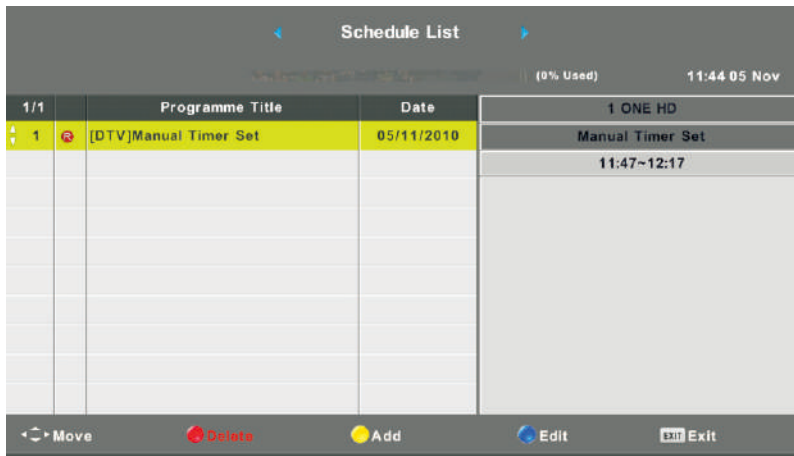 Schedule List
(0% Used) 11:44 05 Nov
1/1 Programme Title Date 1 ONE HD
1 R [DTV]Manual Timer Set 05/11/2010 Manual Timer Set
11:47~12:17
Move Delete Add Edit EXIT Exit